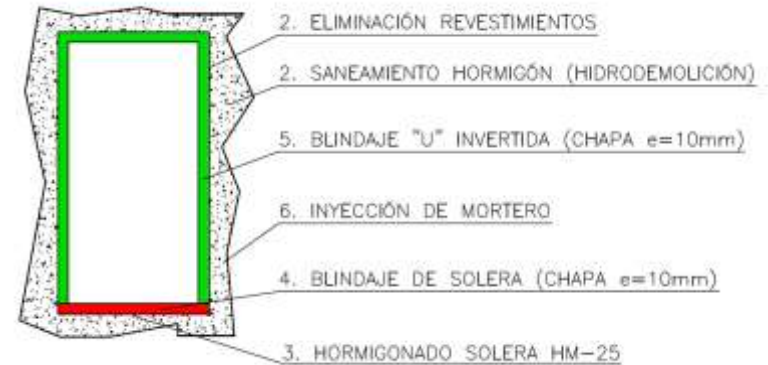 2. ELIMINACIÓN REVESTIMIENTOS
2. SANEAMIENTO HORMIGÓN (HIDRODEMOLICIÓN)
5. BLINDAJE "U" INVERTIDA (CHAPA e=10mm)
6. INYECCIÓN DE MORTERO
4. BLINDAJE DE SOLERA (CHAPA e=10mm)
3. HORMIGONADO SOLERA HM-25